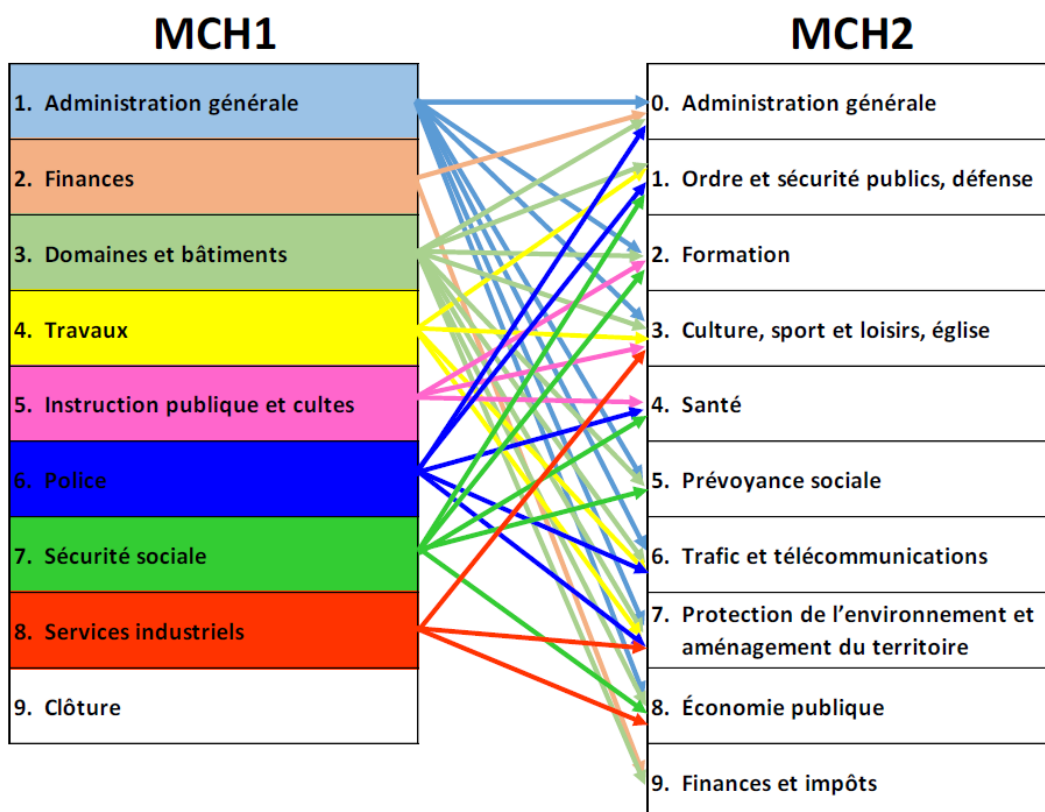 MCH1
1. Administration générale
2. Finances
3. Domaines et bâtiments
4. Travaux
5. Instruction publique et cultes
6. Police
7. Sécurité sociale
8. Services industriels
9. Clôture
MCH2
0. Administration générale
1. Ordre et sécurité publics, défense
2. Formation
3. Culture, sport et loisirs, église
4. Santé
5. Prévoyance sociale
6. Trafic et télécommunications
7. Protection de l’environnement et
aménagement du territoire
8. Économie publique
9. Finances et impôts